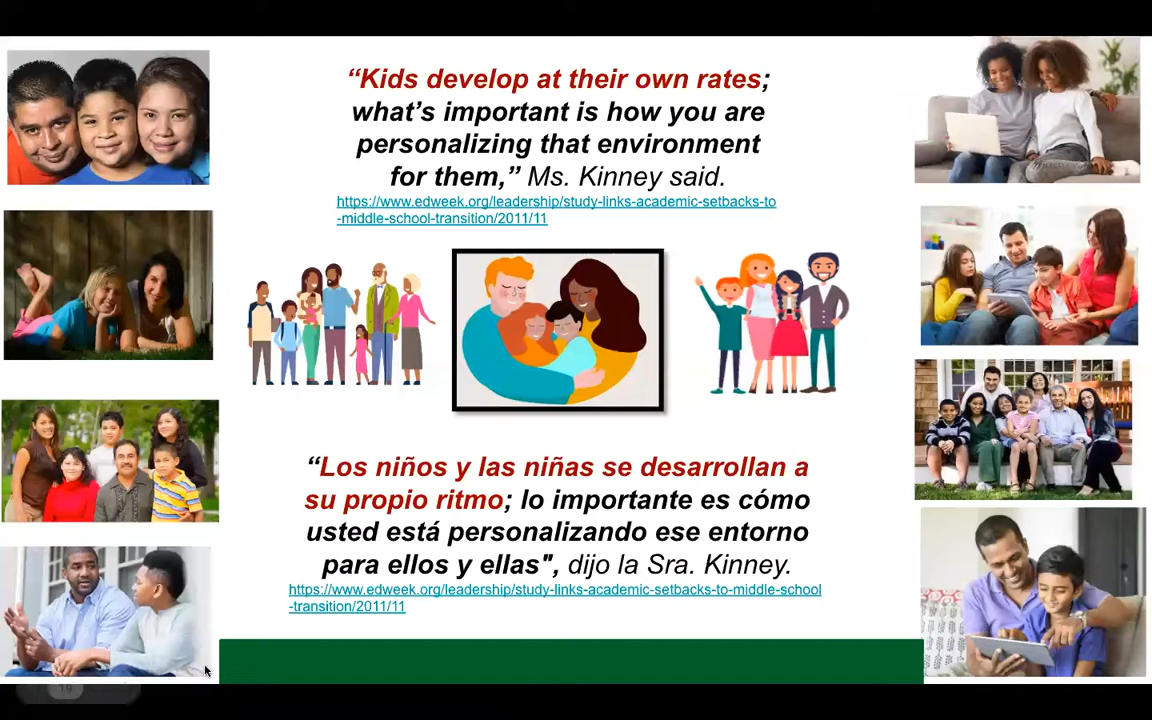 “Kids develop at their own rates;
what’s important is how you are
personalizing that environment
for them,” Ms. Kinney said.
https://www.edweek.org/leadership/study-links-academic-setbacks-to
-middle-school-transition/2011/11
“Los niños y las niñas se desarrollan a
su propio ritmo; lo importante es cómo
usted está personalizando ese entorno
para ellos y ellas", dijo la Sra. Kinney.
https://www.edweek.org/leadership/study-links-academic-setbacks-to-middle-school
-transition/2011/11
19